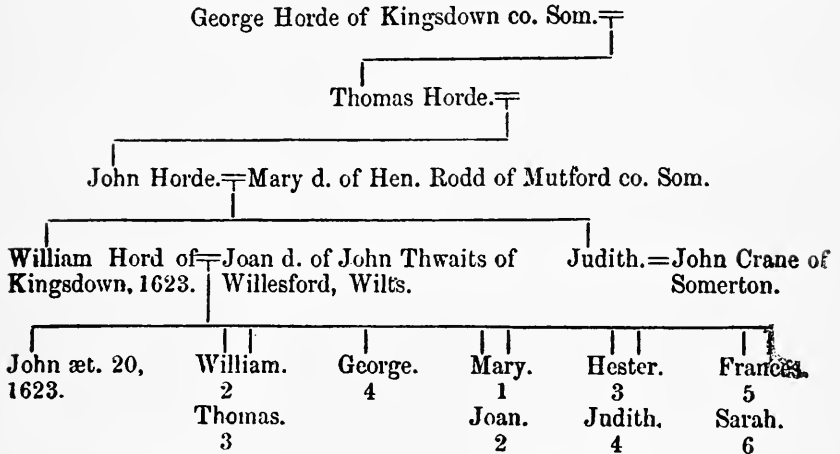 George Horde of Kingsdown co. Som.
Thomas Horde.
John Horde.=Mary d. of Hen. Rodd of Mutford co. Som.
William Hord of=Joan d. of John Thwaits of Judith.=John Crane of
Kingsdown, 1623. Willesford, Wilts. Somerton.
John æt. 20, William. George. Mary. Hester. Frances.
1623. 2 4 1 3 5
Thomas. Joan. Judith. Sarah.
3 2 4 6